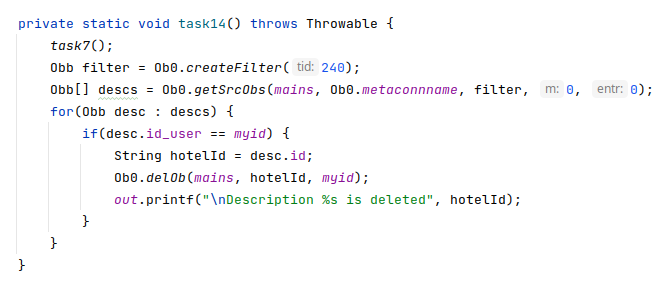 private static void task14() throws Throwable {
    task7();
    Obb filter = Ob0.createFilter( tid: 240);
    Obb[] descs = Ob0.getSrcObs(mains, Ob0.metaconnname, filter, m: 0, entr: 0);
    for(Obb desc : descs) {
        if(desc.id_user == myid) {
            String hotelId = desc.id;
            Ob0.delOb(mains, hotelId, myid);
            out.printf("\nDescription %s is deleted", hotelId);
        }
    }
}